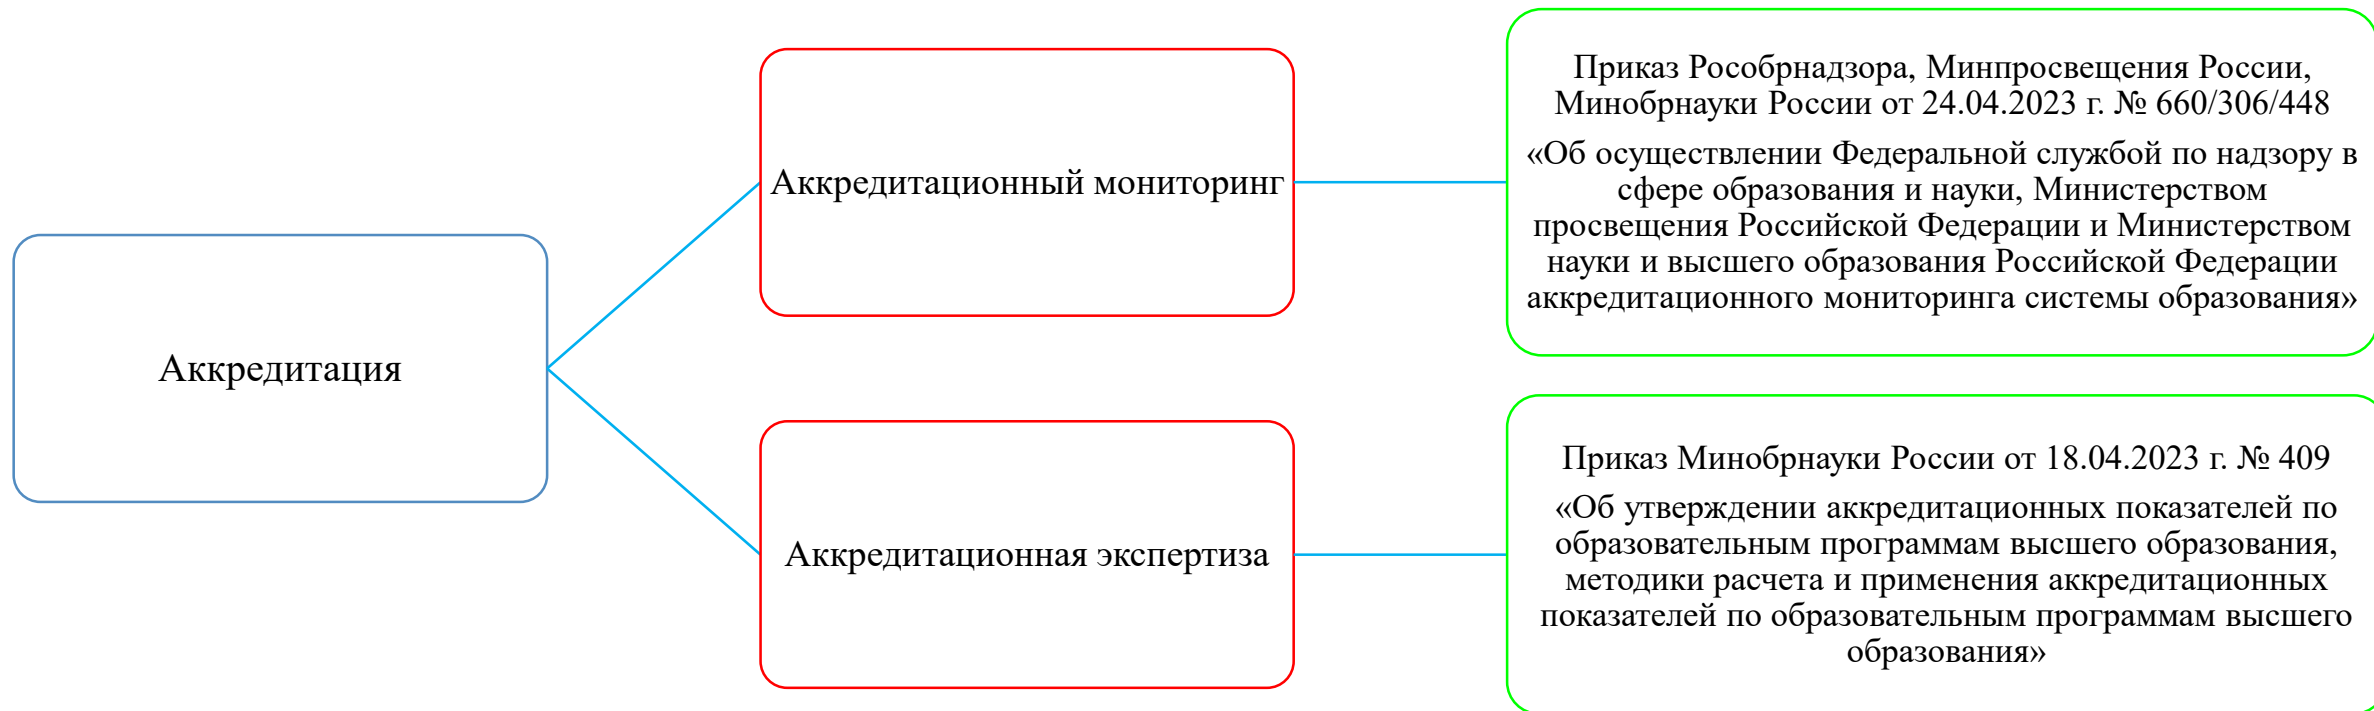 Аккредитация
Аккредитационный мониторинг
Приказ Рособрнадзора, Минпросвещения России,
Минобрнауки России от 24.04.2023 г. № 660/306/448
«Об осуществлении Федеральной службой по надзору в
сфере образования и науки, Министерством
просвещения Российской Федерации и Министерством
науки и высшего образования Российской Федерации
аккредитационного мониторинга системы образования»
Аккредитационная экспертиза
Приказ Минобрнауки России от 18.04.2023 г. № 409
«Об утверждении аккредитационных показателей по
образовательным программам высшего образования,
методики расчета и применения аккредитационных
показателей по образовательным программам высшего
образования»